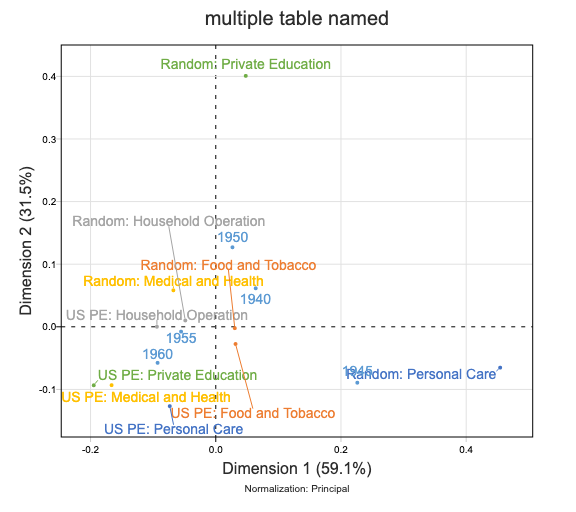 multiple table named
Random: Private Education
0.4
0.3
0.2
Random: Household Operation
1950
Random: Food and Tobacco
0.1
Random: Medical and Health
1940
US PE: Household Operation
0.0
1955
1960
US PE: Private Education
1945
Random: Personal Care
-0.1
US PE: Medical and Health
US PE: Food and Tobacco
US PE: Personal Care
Dimension 2 (31.5%)
-0.2
0.0
0.2
0.4
Dimension 1 (59.1%)
Normalization: Principal